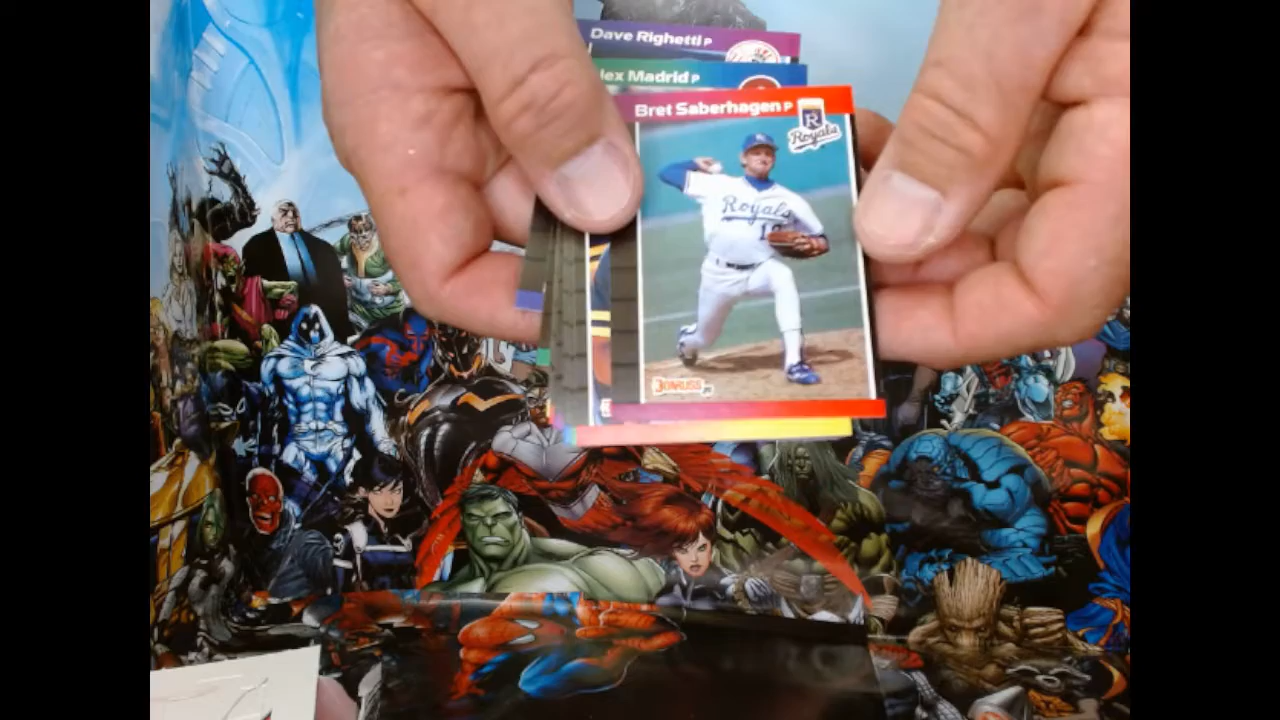 Dave Righetti P
lex Madrid P
Bret Saberhagen P
R
Royals
Royals
DONRUSS